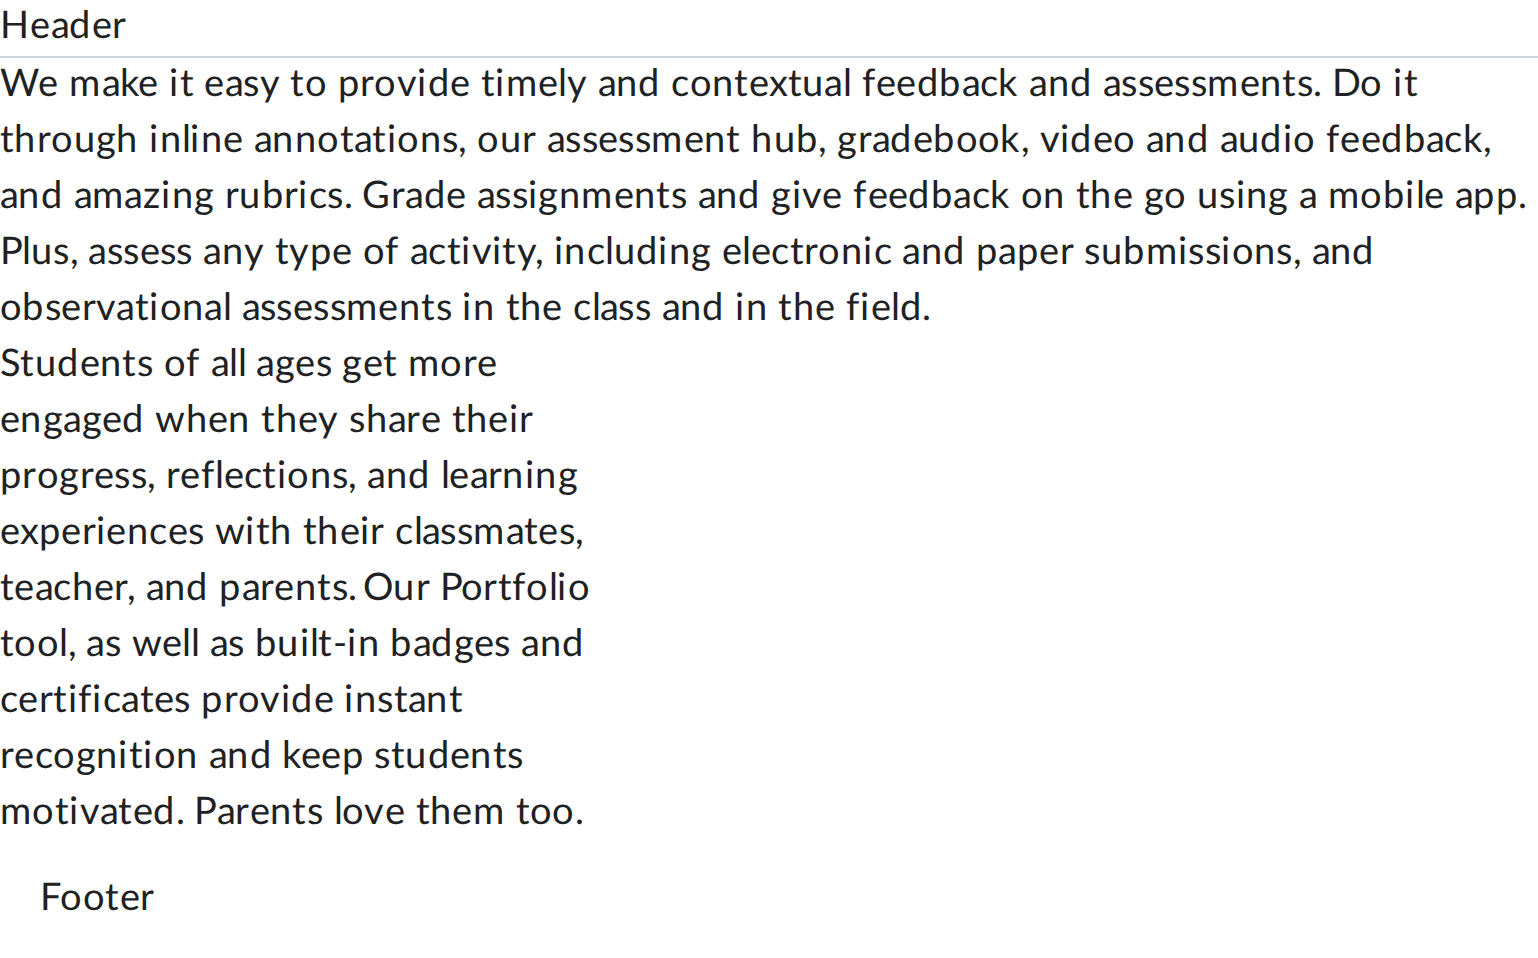 Header
We make it easy to provide timely and contextual feedback and assessments. Do it
through inline annotations, our assessment hub, gradebook, video and audio feedback,
and amazing rubrics. Grade assignments and give feedback on the go using a mobile app.
Plus, assess any type of activity, including electronic and paper submissions, and
observational assessments in the class and in the field.
Students of all ages get more
engaged when they share their
progress, reflections, and learning
experiences with their classmates,
teacher, and parents. Our Portfolio
tool, as well as built-in badges and
certificates provide instant
recognition and keep students
motivated. Parents love them too.
Footer